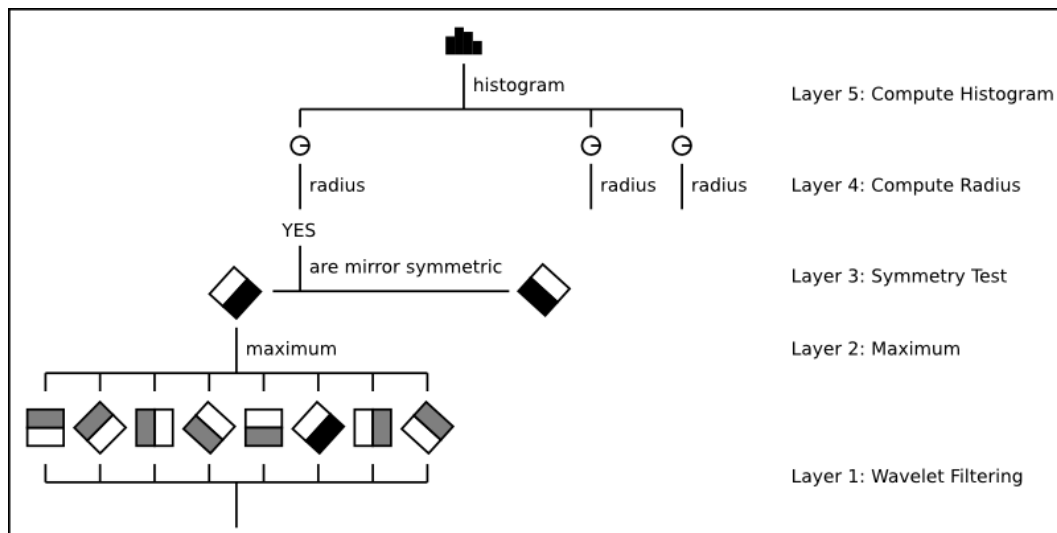 histogram
Layer 5: Compute Histogram
radius
radius
radius
Layer 4: Compute Radius
YES
are mirror symmetric
Layer 3: Symmetry Test
maximum
Layer 2: Maximum
Layer 1: Wavelet Filtering